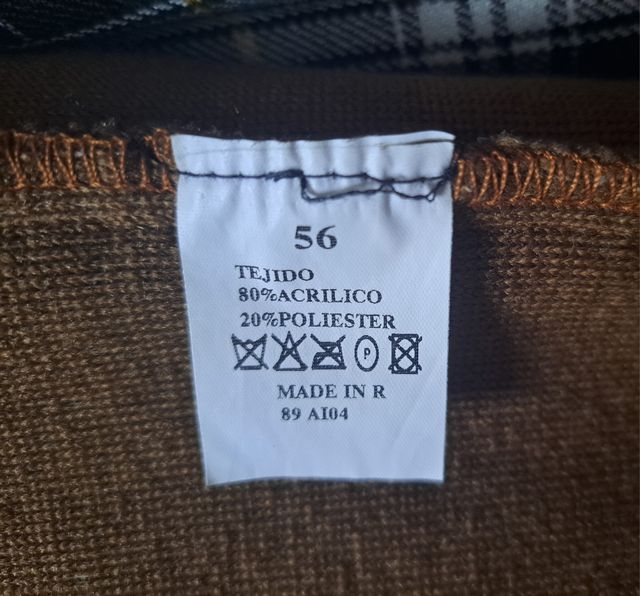 56
TEJIDO
80%ACRILICO
20%POLIESTER
P
MADE IN R
89 AI04